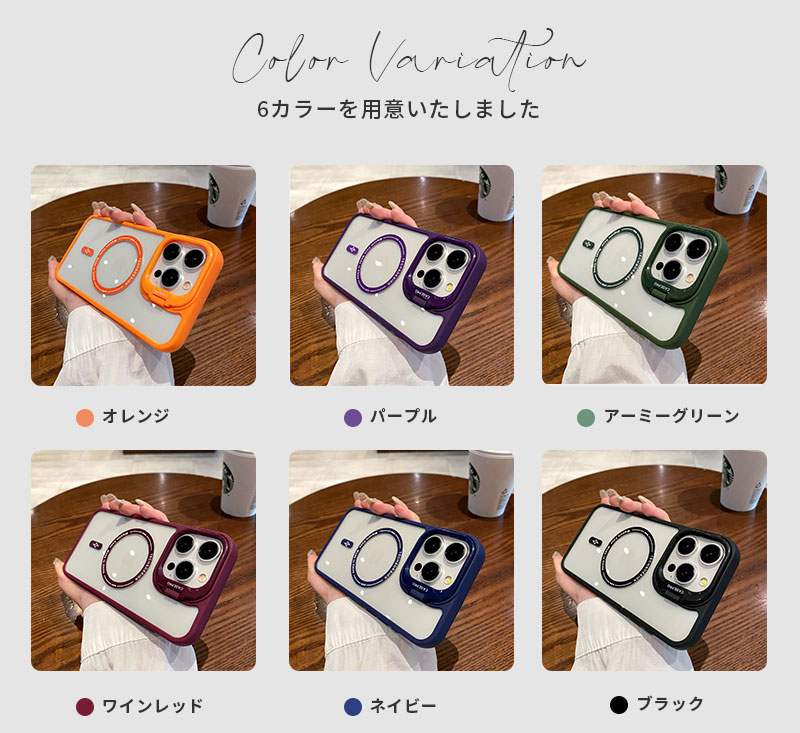 Color Variation
6カラーを用意いたしました
オレンジ
パープル
アーミーグリーン
ワインレッド
ネイビー
ブラック